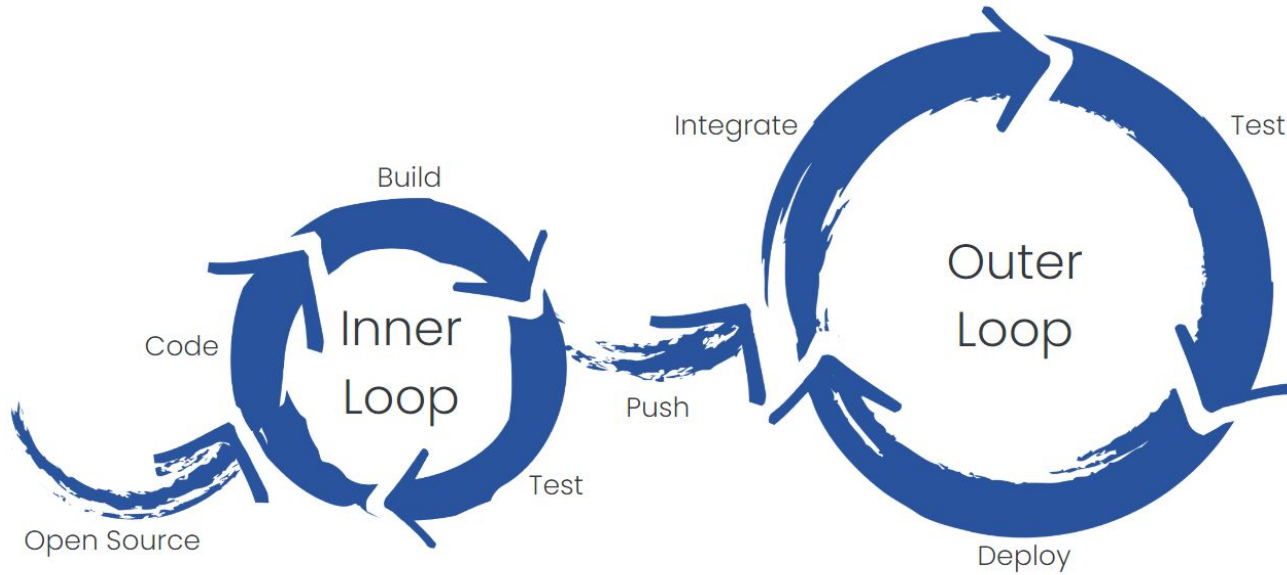 Open Source
Code
Build
Inner
Loop
Test
Push
Integrate
Outer
Loop
Test
Deploy